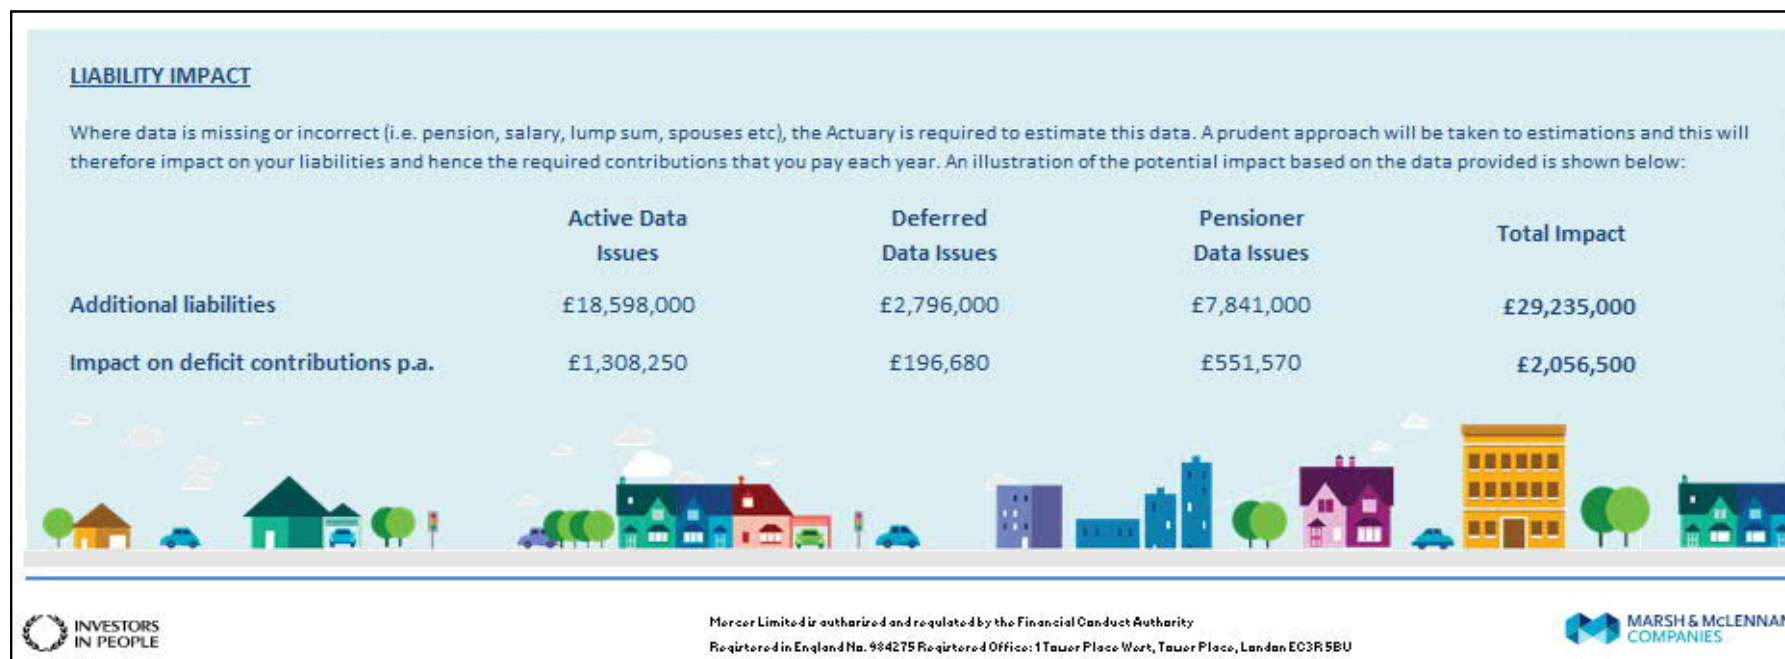 LIABILITY IMPACT
Where data is missing or incorrect (i.e. pension, salary, lump sum, spouses etc), the Actuary is required to estimate this data. A prudent approach will be taken to estimations and this will
therefore impact on your liabilities and hence the required contributions that you pay each year. An illustration of the potential impact based on the data provided is shown below:
Active Data Issues Deferred Data Issues Pensioner Data Issues Total Impact
Additional liabilities £18,598,000 £2,796,000 £7,841,000 £29,235,000
Impact on deficit contributions p.a. £1,308,250 £196,680 £551,570 £2,056,500
INVESTORS
IN PEOPLE
Mercer Limited is authorized and regulated by the Financial Conduct Authority
Registered in England No. 984275 Registered Office: 1 Tower Place West, Tower Place, London EC3R 5BU
MARSH & McLENNAN
COMPANIES